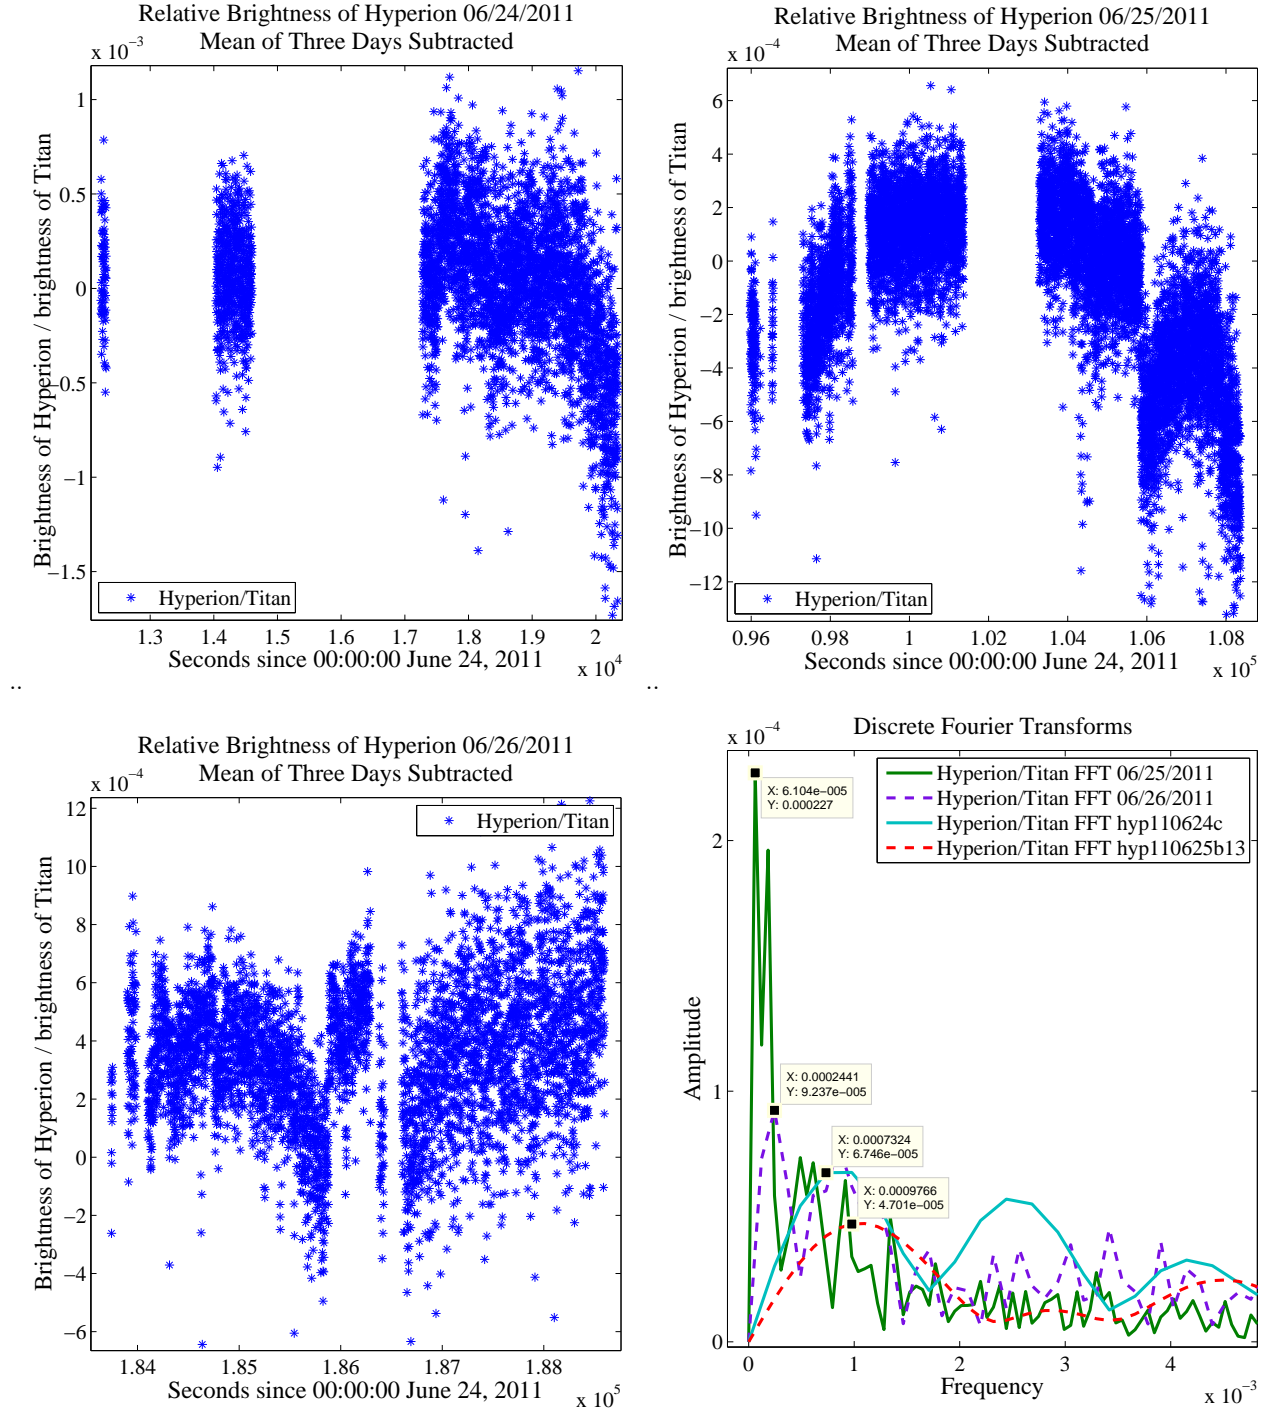 Relative Brightness of Hyperion 06/24/2011
Mean of Three Days Subtracted
x 10−3
1
0.5
0
−0.5
−1
−1.5
Brightness of Hyperion / brightness of Titan
Hyperion/Titan
1.3 1.4 1.5 1.6 1.7 1.8 1.9 2
Seconds since 00:00:00 June 24, 2011
x 10^4
..
Relative Brightness of Hyperion 06/25/2011
Mean of Three Days Subtracted
x 10−4
6
4
2
0
−2
−4
−6
−8
−10
−12
Brightness of Hyperion / brightness of Titan
Hyperion/Titan
0.96 0.98 1 1.02 1.04 1.06 1.08
Seconds since 00:00:00 June 24, 2011
x 10^5
..
Relative Brightness of Hyperion 06/26/2011
Mean of Three Days Subtracted
x 10−4
12
10
8
6
4
2
0
−2
−4
−6
Brightness of Hyperion / brightness of Titan
Hyperion/Titan
1.84 1.85 1.86 1.87 1.88
Seconds since 00:00:00 June 24, 2011
x 10^5
Discrete Fourier Transforms
x 10−4
2
1
0
Amplitude
Hyperion/Titan FFT 06/25/2011
Hyperion/Titan FFT 06/26/2011
Hyperion/Titan FFT hyp110624c
Hyperion/Titan FFT hyp110625b13
X: 6.104e−005
Y: 0.000227
X: 0.0002441
Y: 9.237e−005
X: 0.0007324
Y: 6.746e−005
X: 0.0009766
Y: 4.701e−005
0 1 2 3 4
Frequency
x 10−3